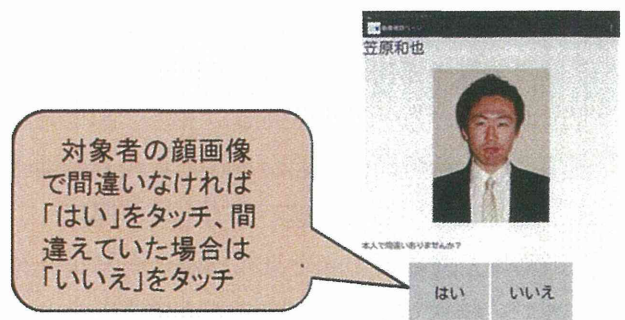 笠原和也
対象者の顔画像
で間違いなければ
「はい」をタッチ、間
違えていた場合は
「いいえ」をタッチ
本人で間違いありませんか?
はい
いいえ